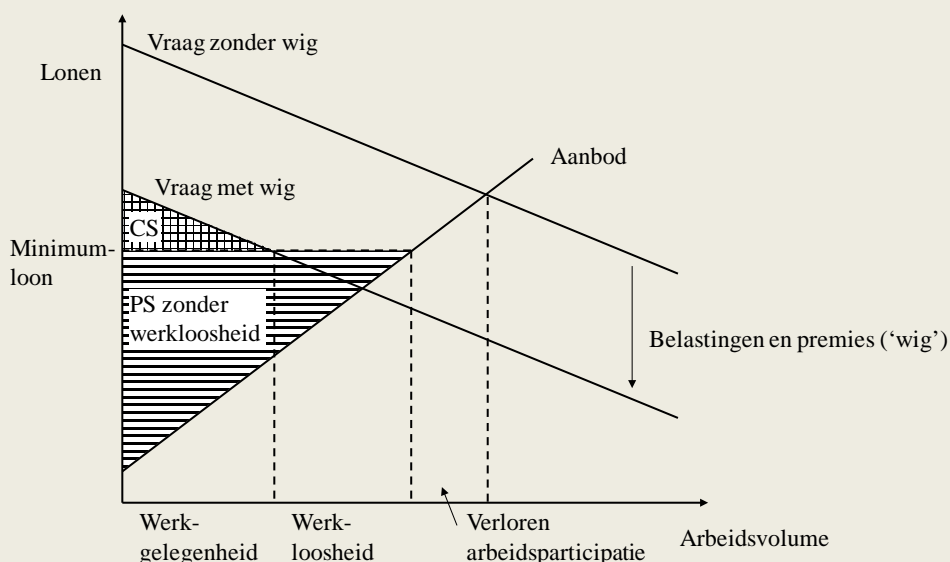 Vraag zonder wig
Lonen
Aanbod
Vraag met wig
CS
Minimum-
loon
PS zonder
werkloosheid
Belastingen en premies (‘wig’)
Werk-
gelegenheid
Werk-
loosheid
Verloren
arbeidsparticipatie
Arbeidsvolume